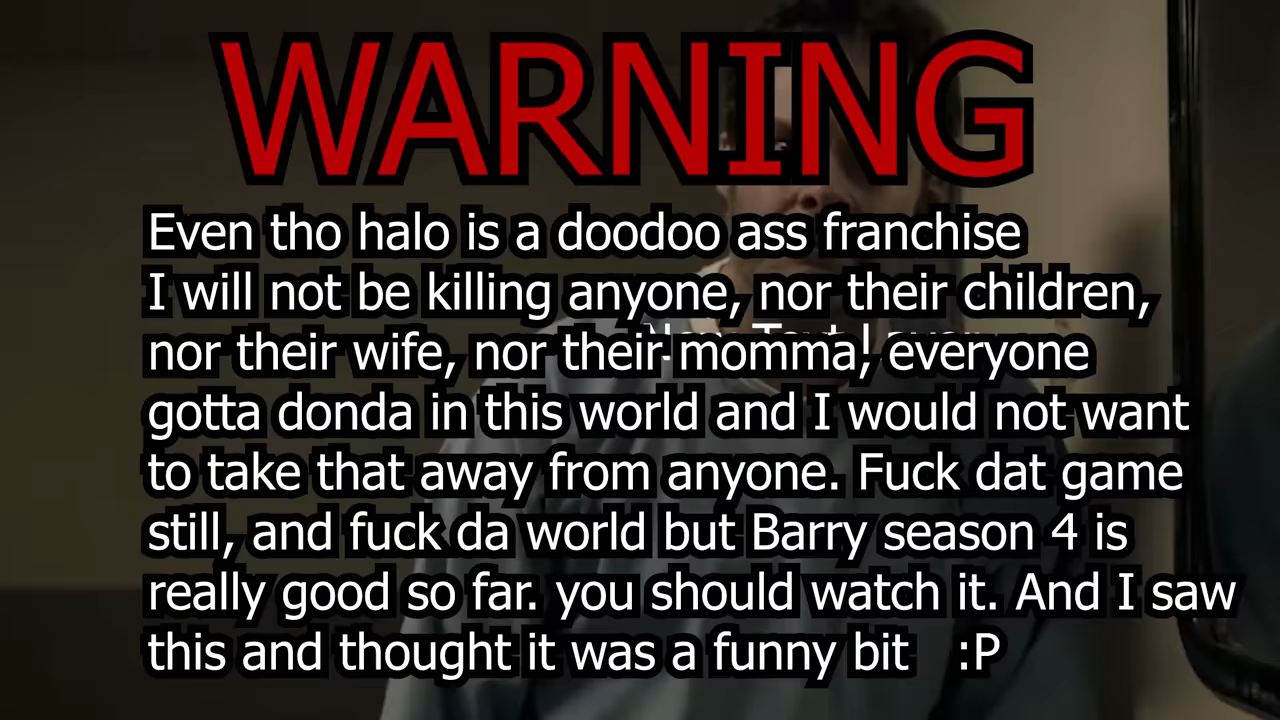 WARNING
Even tho halo is a doodoo ass franchise
I will not be killing anyone, nor their children,
New Text Layer
nor their wife, nor their momma, everyone
gotta donda in this world and I would not want
to take that away from anyone. Fuck dat game
still, and fuck da world but Barry season 4 is
really good so far. you should watch it. And I saw
this and thought it was a funny bit :P